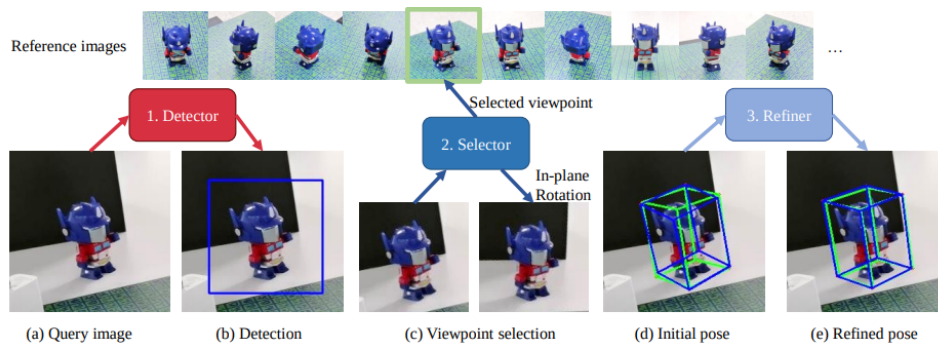 Reference images
...
Selected viewpoint
1. Detector
2. Selector
3. Refiner
In-plane
Rotation
(a) Query image
(b) Detection
(c) Viewpoint selection
(d) Initial pose
(e) Refined pose